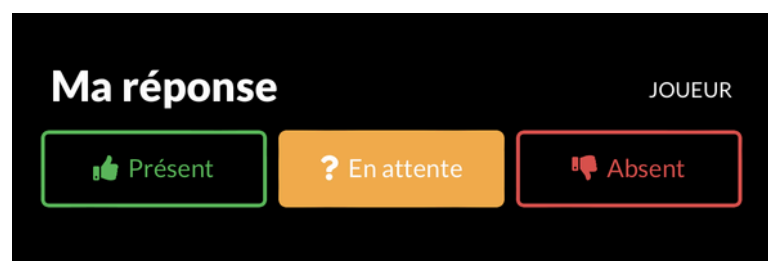 Ma réponse
JOUEUR
Présent
? En attente
Absent